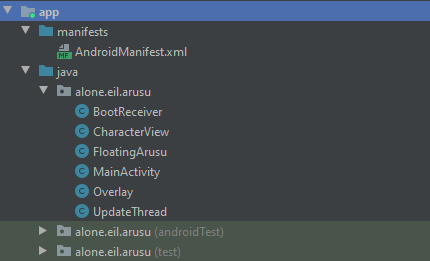 app
manifests
AndroidManifest.xml
java
alone.eil.arusu
BootReceiver
CharacterView
FloatingArusu
MainActivity
Overlay
UpdateThread
alone.eil.arusu (androidTest)
alone.eil.arusu (test)